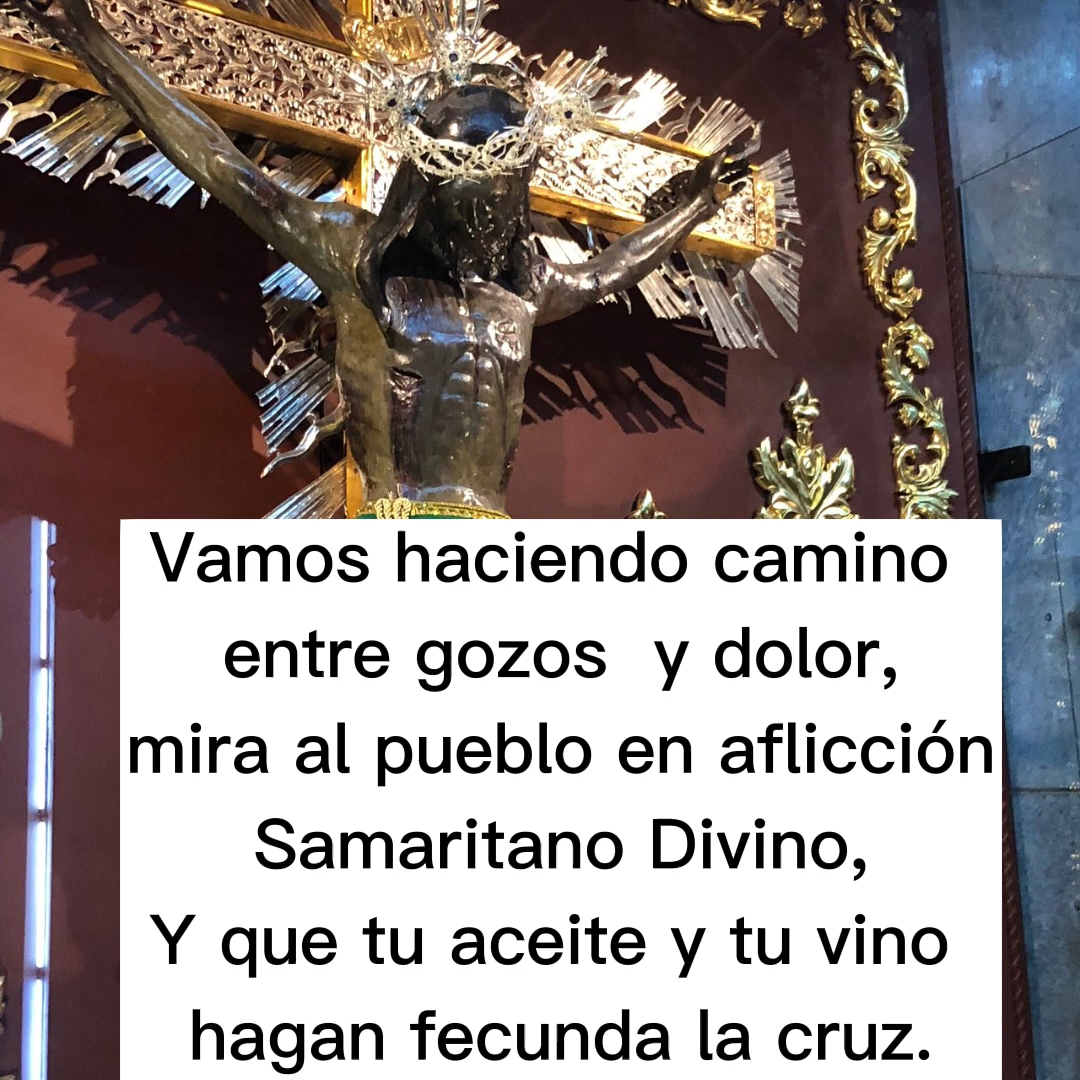 Vamos haciendo camino
entre gozos y dolor,
mira al pueblo en aflicción
Samaritano Divino,
Y que tu aceite y tu vino
hagan fecunda la cruz.